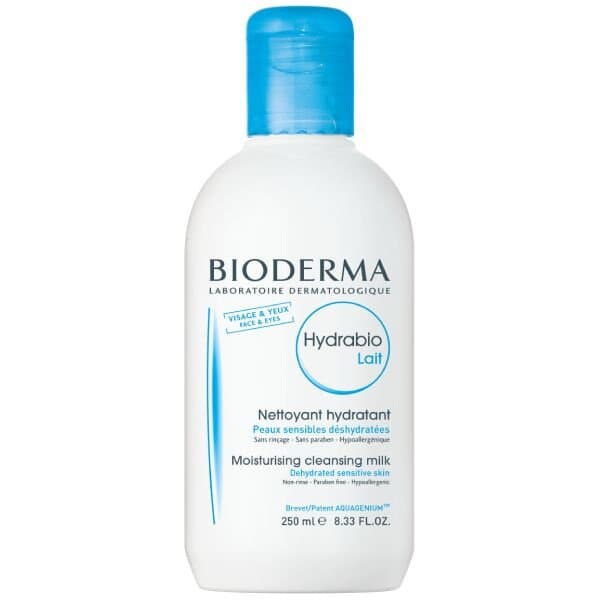 BIODERMA
LABORATOIRE DERMATOLOGIQUE
VISAGE & YEUX
FACE & EYES
Hydrabio
Lait
Nettoyant hydratant
Peaux sensibles déshydratées
Sans rinçage - Sans paraben - Hypoallergénique
Moisturising cleansing milk
Dehydrated sensitive skin
Non-rinse - Paraben free - Hypoallergenic
Brevet/Patent AQUAGENIUM™
250 ml ℮ 8.33 FL.OZ.